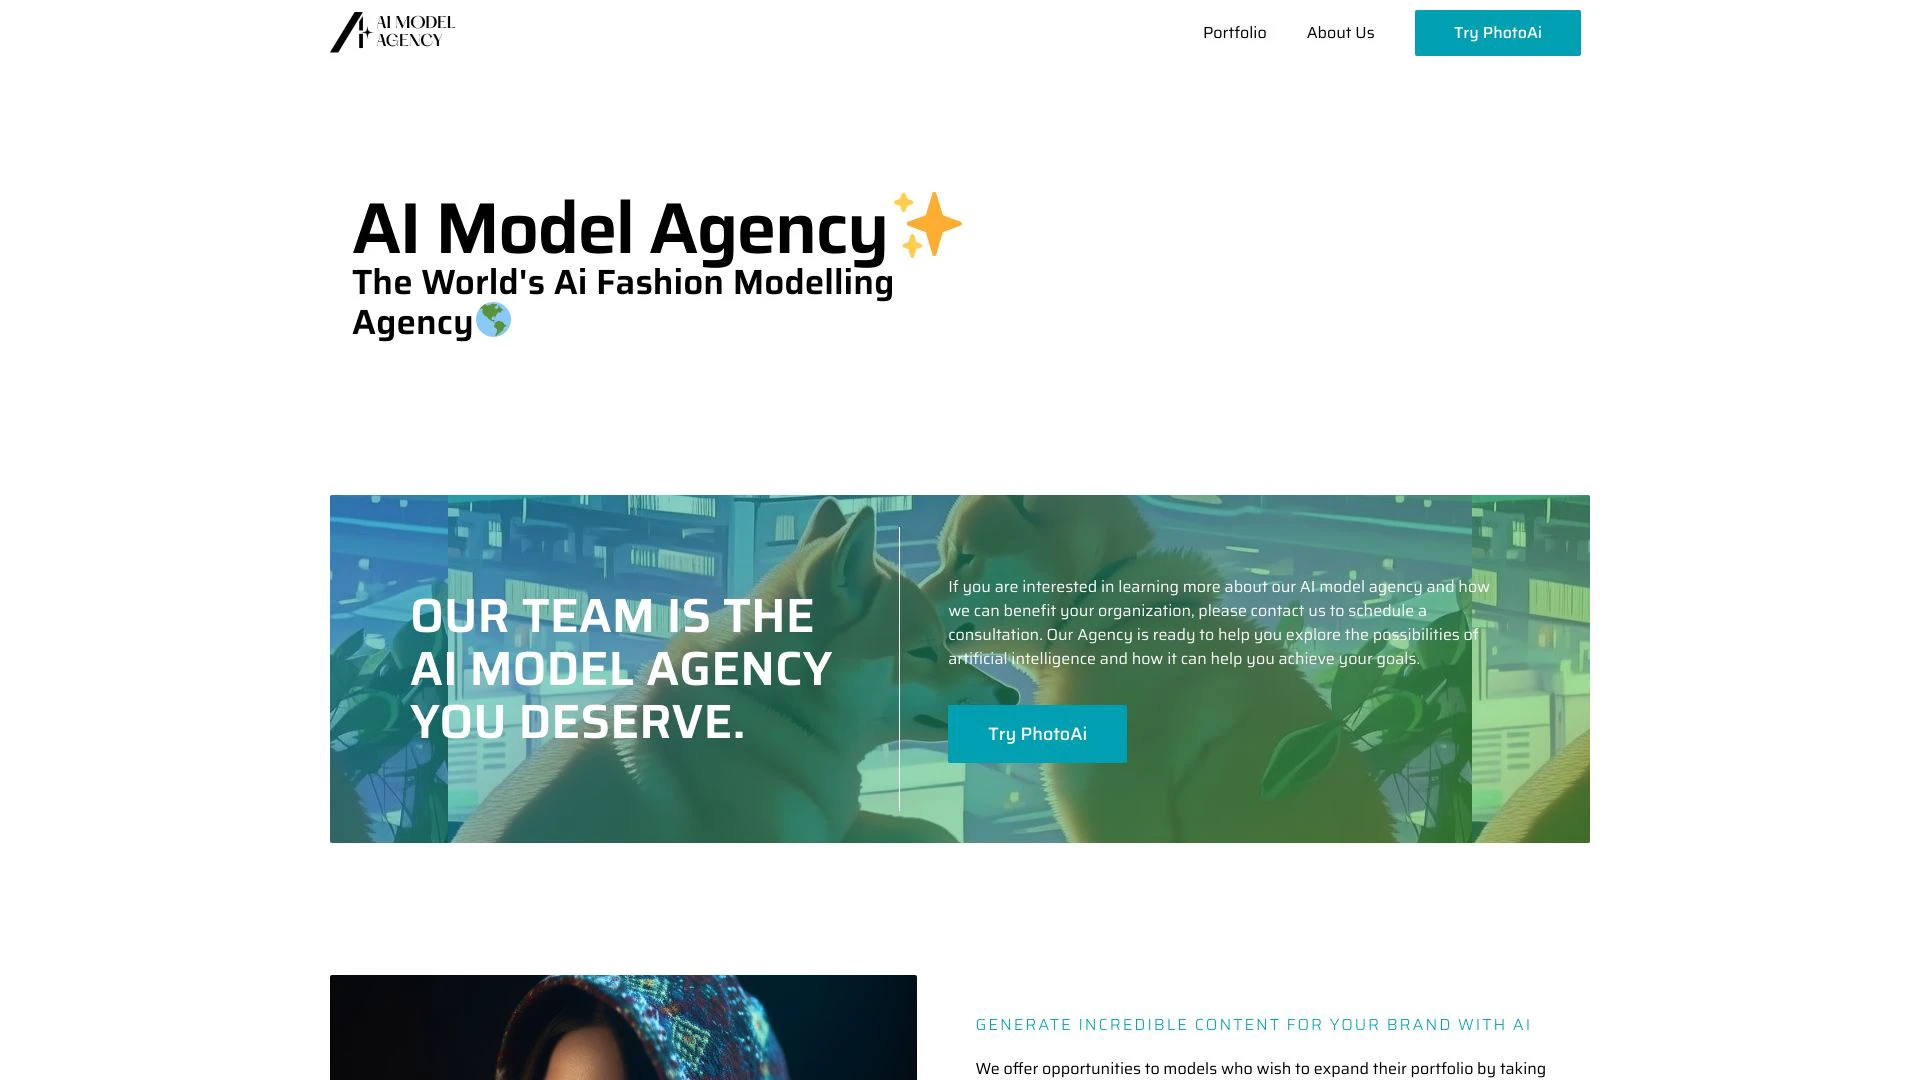 AI MODEL
AGENCY
Portfolio
About Us
Try PhotoAi
AI Model Agency✨
The World's Ai Fashion Modelling
Agency🌎
OUR TEAM IS THE
AI MODEL AGENCY
YOU DESERVE.
If you are interested in learning more about our AI model agency and how
we can benefit your organization, please contact us to schedule a
consultation. Our Agency is ready to help you explore the possibilities of
artificial intelligence and how it can help you achieve your goals.
Try PhotoAi
GENERATE INCREDIBLE CONTENT FOR YOUR BRAND WITH AI
We offer opportunities to models who wish to expand their portfolio by taking